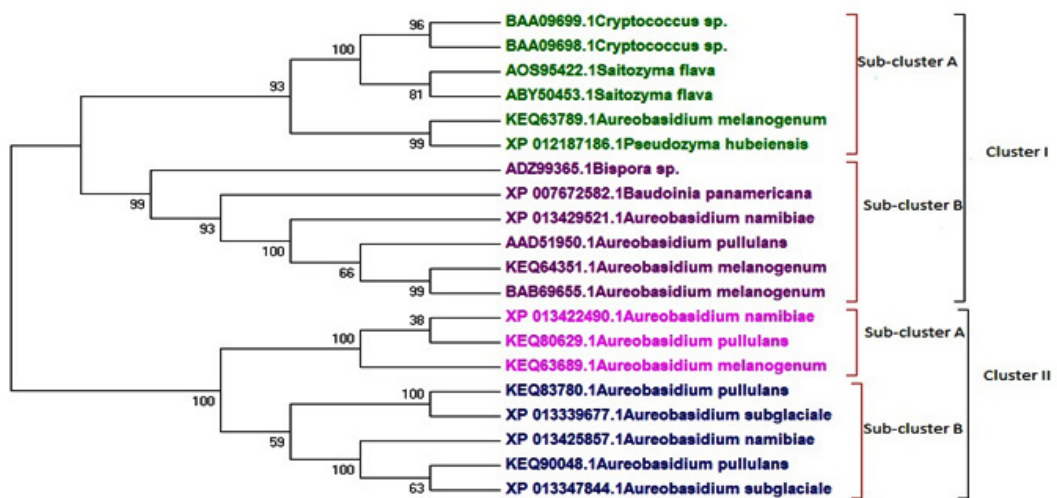 BAA09699.1Cryptococcus sp.
BAA09698.1Cryptococcus sp.
AOS95422.1Saitozyma flava
ABY50453.1Saitozyma flava
KEQ63789.1Aureobasidium melanogenum
XP 012187186.1Pseudozyma hubeiensis
ADZ99365.1Bispora sp.
XP 007672582.1Baudoinia panamericana
XP 013429521.1Aureobasidium namibiae
AAD51950.1Aureobasidium pullulans
KEQ64351.1Aureobasidium melanogenum
BAB69655.1Aureobasidium melanogenum
XP 013422490.1Aureobasidium namibiae
KEQ80629.1Aureobasidium pullulans
KEQ63689.1Aureobasidium melanogenum
KEQ83780.1Aureobasidium pullulans
XP 013339677.1Aureobasidium subglaciale
XP 013425857.1Aureobasidium namibiae
KEQ90048.1Aureobasidium pullulans
XP 013347844.1Aureobasidium subglaciale
96
100
81
93
99
99
93
100
66
99
38
100
100
100
59
100
63
Sub-cluster A
Sub-cluster B
Cluster I
Sub-cluster A
Sub-cluster B
Cluster II